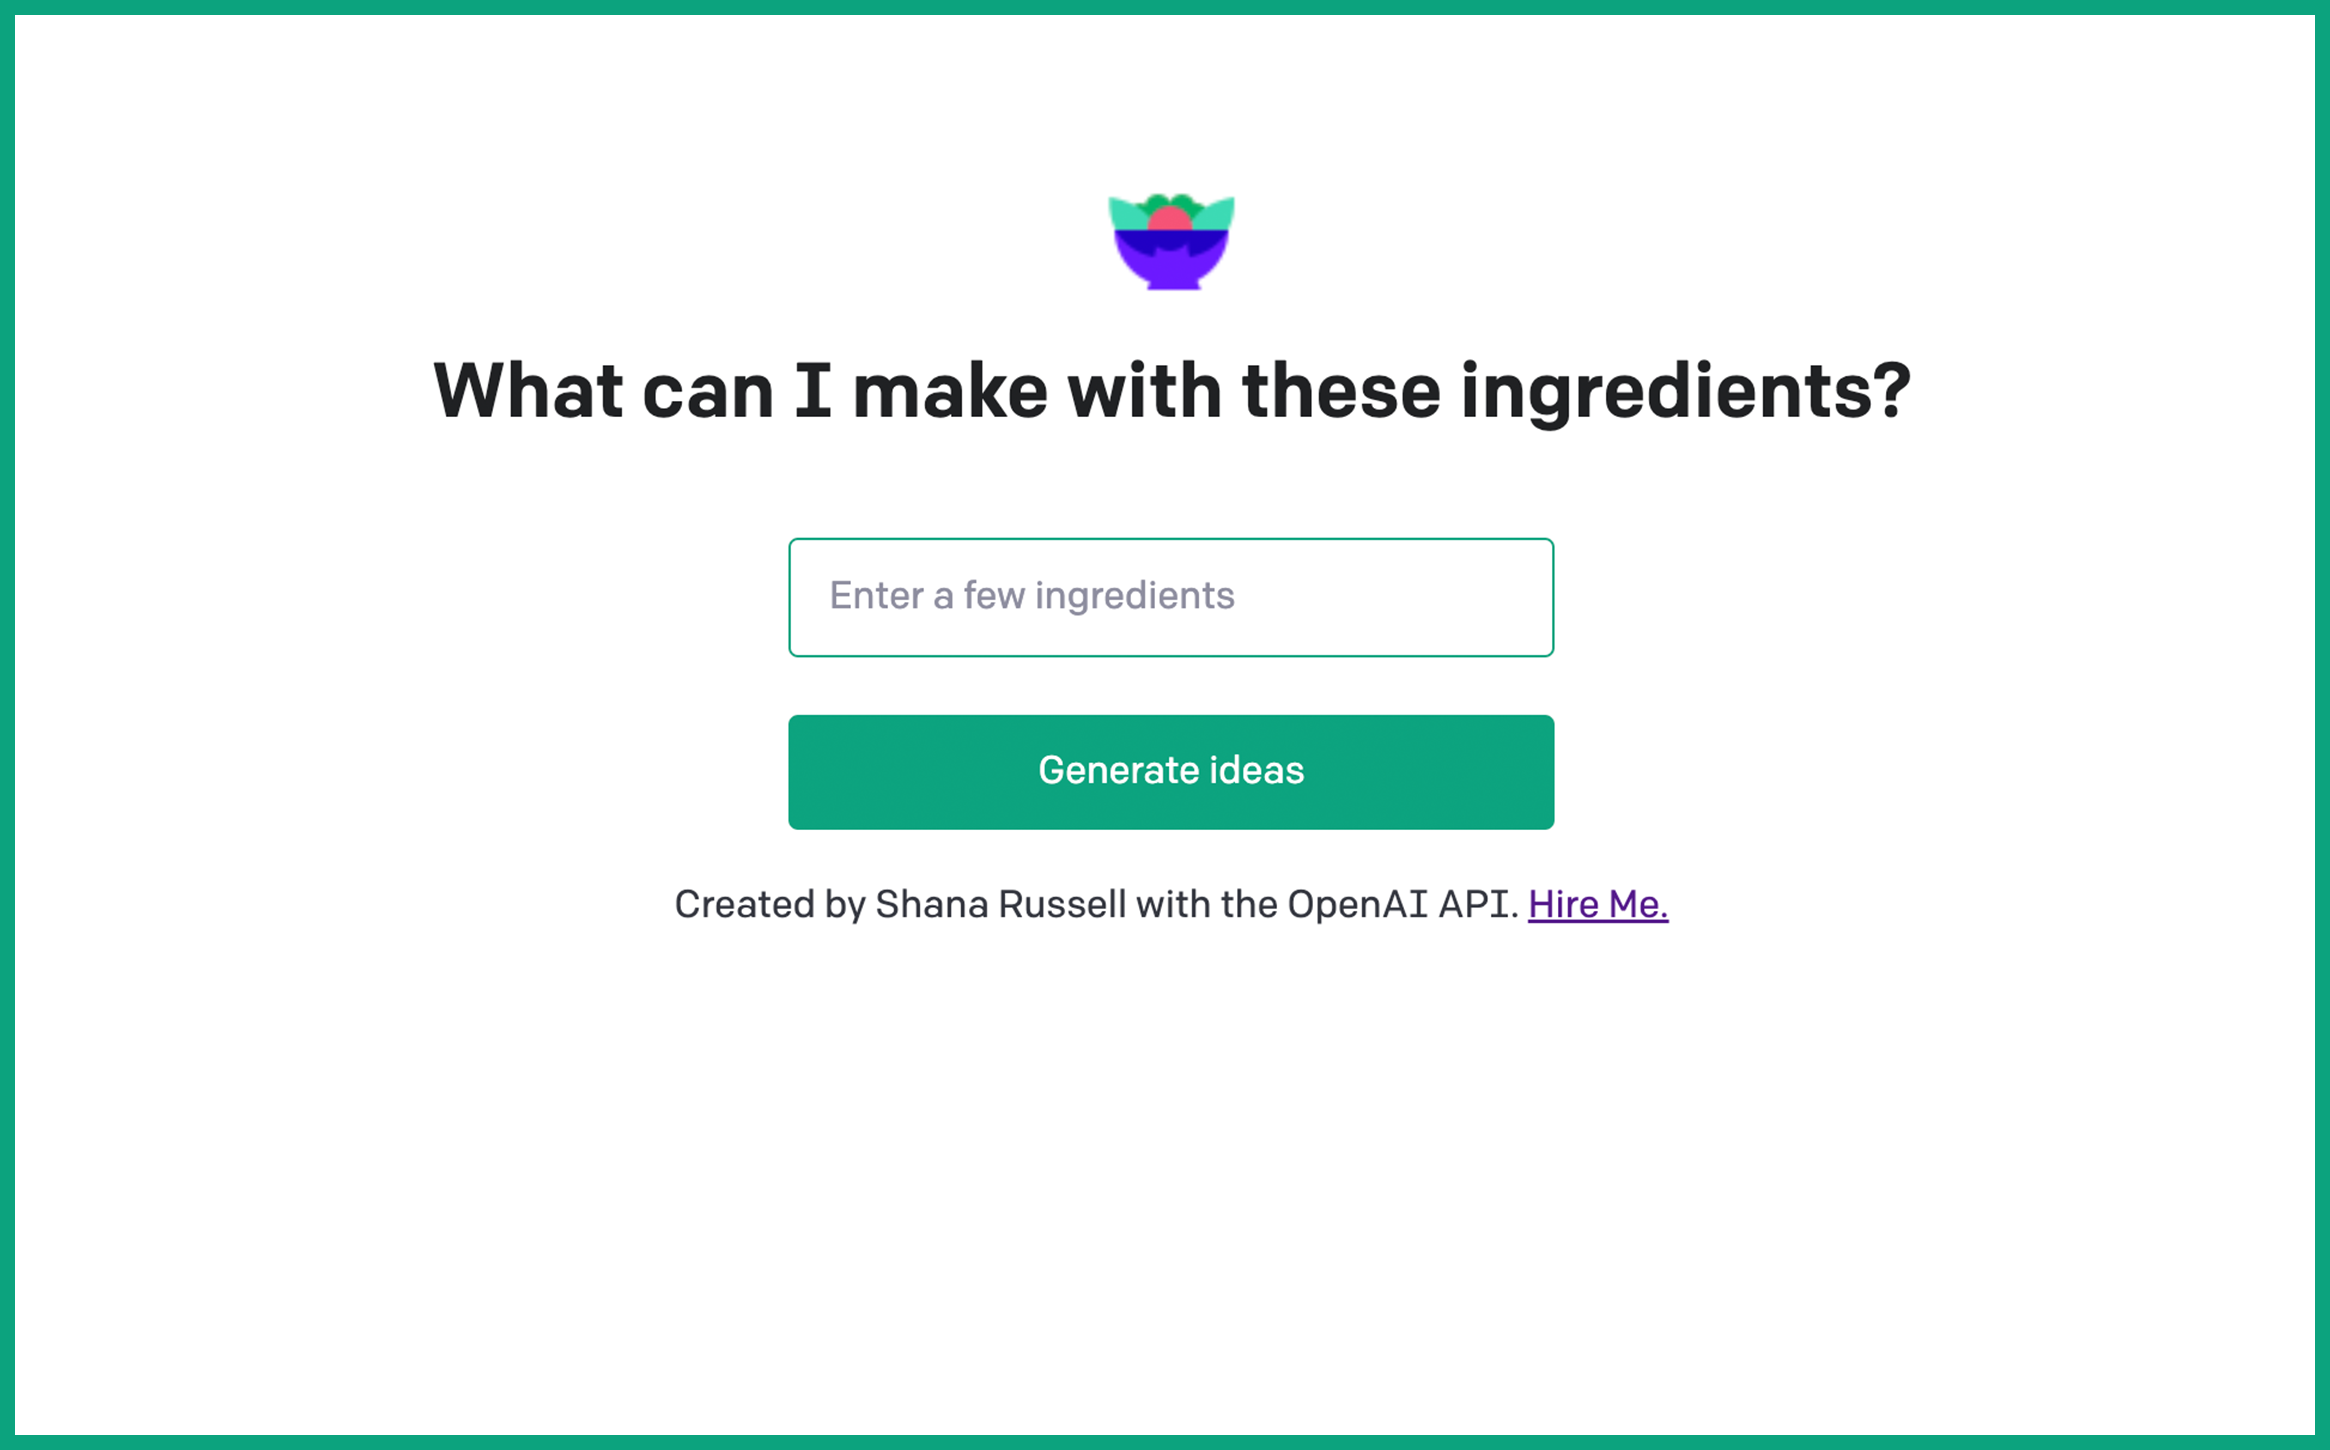 What can I make with these ingredients?
Enter a few ingredients
Generate ideas
Created by Shana Russell with the OpenAI API. Hire Me.